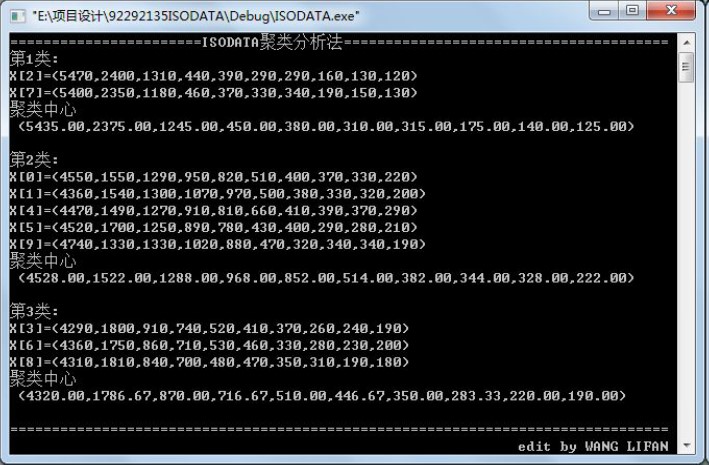 "E:\项目设计\92292135ISODATA\Debug\ISODATA.exe"
=======================ISODATA聚类分析法=======================================
第1类:
X[2]=(5470,2400,1310,440,390,290,290,160,130,120)
X[7]=(5400,2350,1180,460,370,330,340,190,150,130)
聚类中心
(5435.00,2375.00,1245.00,450.00,380.00,310.00,315.00,175.00,140.00,125.00)
第2类:
X[0]=(4550,1550,1290,950,820,510,400,370,330,220)
X[1]=(4360,1540,1300,1070,970,500,380,330,320,200)
X[4]=(4470,1490,1270,910,810,660,410,390,370,290)
X[5]=(4520,1700,1250,890,780,430,400,290,280,210)
X[9]=(4740,1330,1330,1020,880,470,320,340,340,190)
聚类中心
(4528.00,1522.00,1288.00,968.00,852.00,514.00,382.00,344.00,328.00,222.00)
第3类:
X[3]=(4290,1800,910,740,520,410,370,260,240,190)
X[6]=(4360,1750,860,710,530,460,330,280,230,200)
X[8]=(4310,1810,840,700,480,470,350,310,190,180)
聚类中心
(4320.00,1786.67,870.00,716.67,510.00,446.67,350.00,283.33,220.00,190.00)
================================================================================
edit by WANG LIFAN